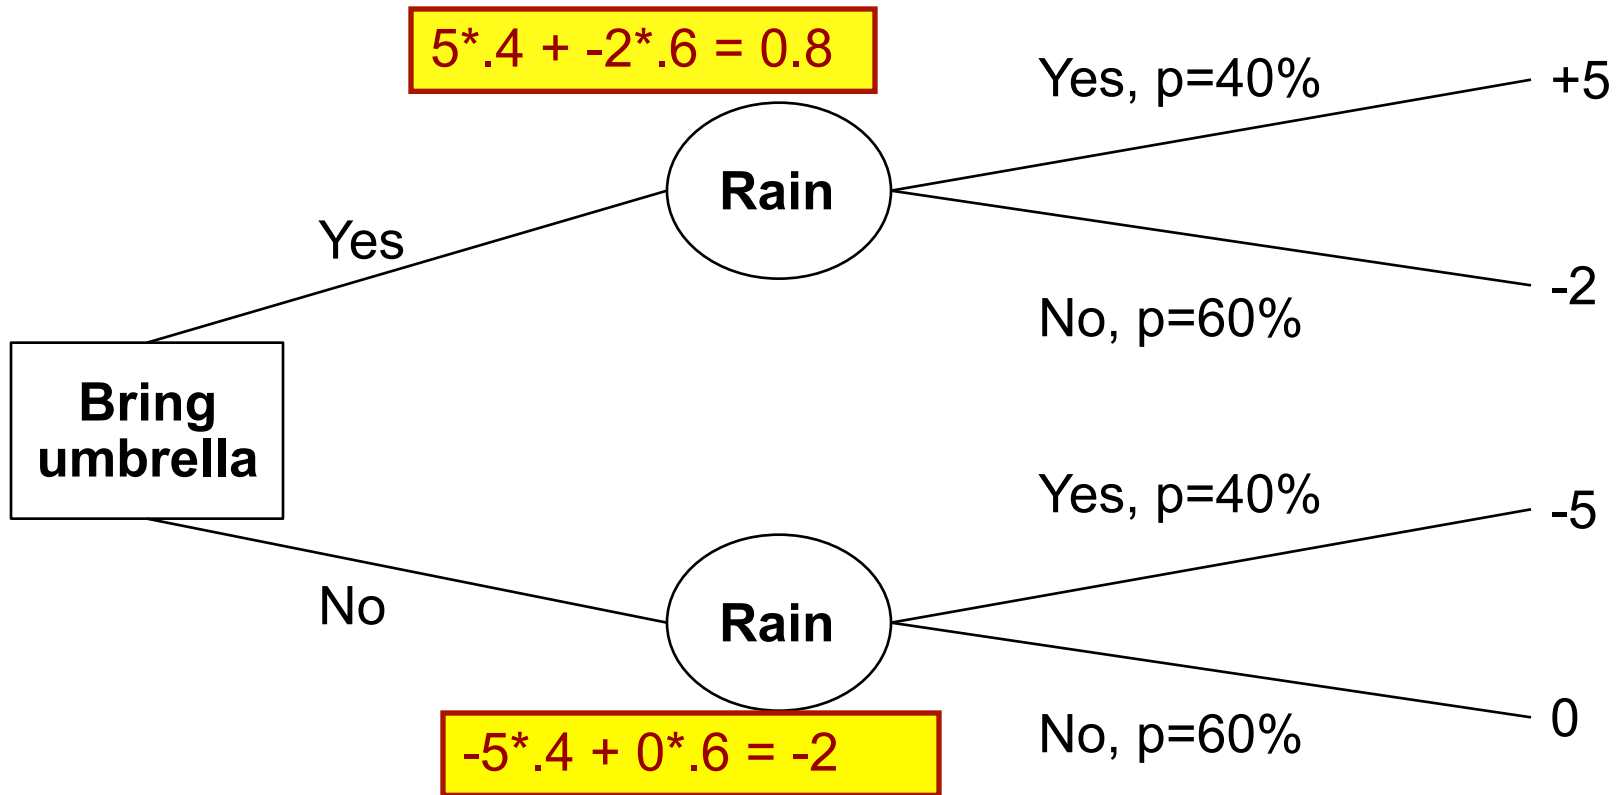 5*.4 + -2*.6 = 0.8
Yes, p=40%
+5
Rain
Yes
-2
No, p=60%
Bring
umbrella
Yes, p=40%
-5
No
Rain
0
No, p=60%
-5*.4 + 0*.6 = -2